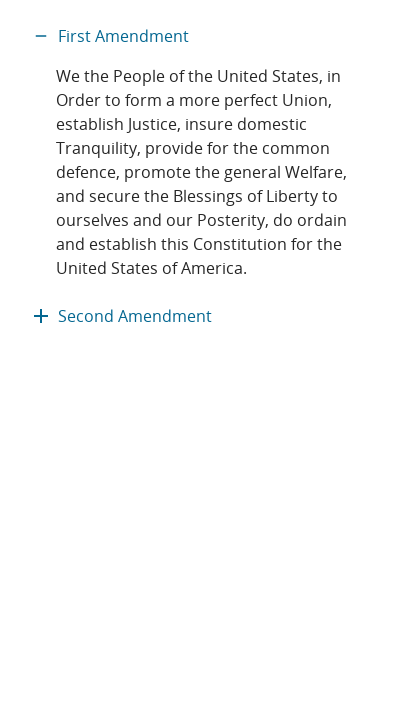 First Amendment
We the People of the United States, in
Order to form a more perfect Union,
establish Justice, insure domestic
Tranquility, provide for the common
defence, promote the general Welfare,
and secure the Blessings of Liberty to
ourselves and our Posterity, do ordain
and establish this Constitution for the
United States of America.
Second Amendment